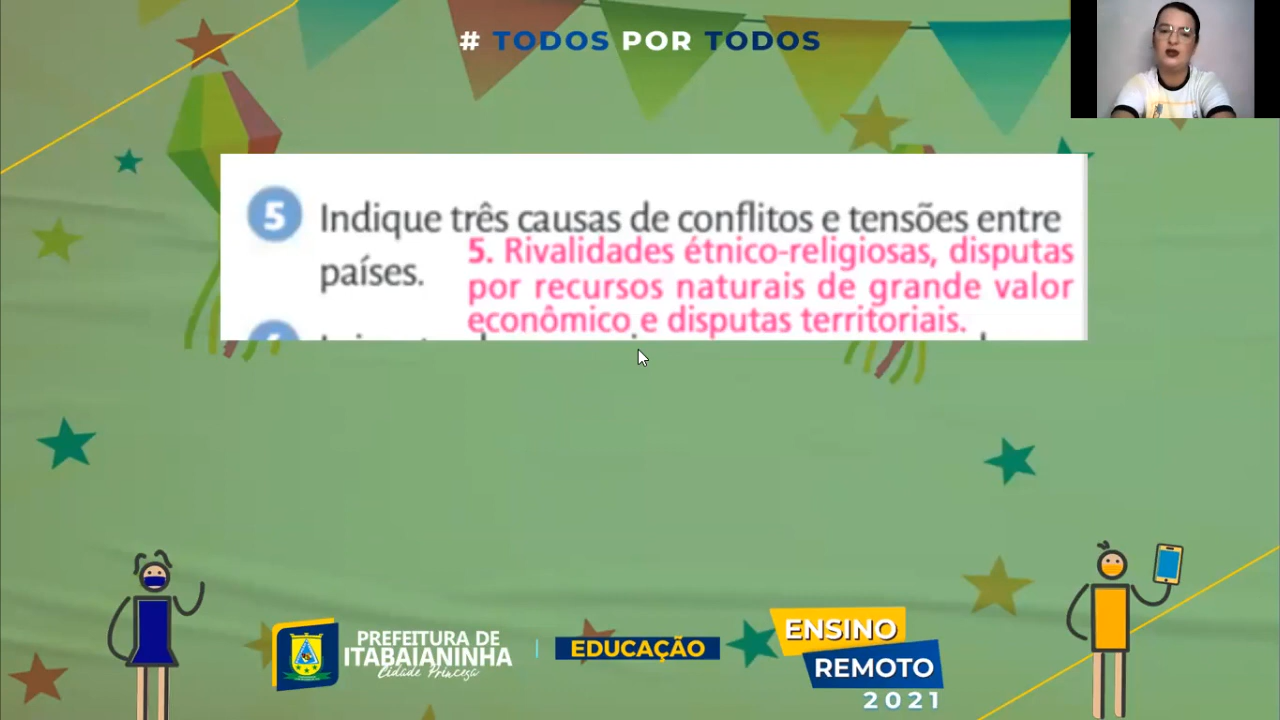 # TODOS POR TODOS
5 Indique três causas de conflitos e tensões entre
países.
5. Rivalidades étnico-religiosas, disputas
por recursos naturais de grande valor
econômico e disputas territoriais.
PREFEITURA DE
ITABAIANINHA
Cidade Princesa
EDUCAÇÃO
ENSINO
REMOTO
2021